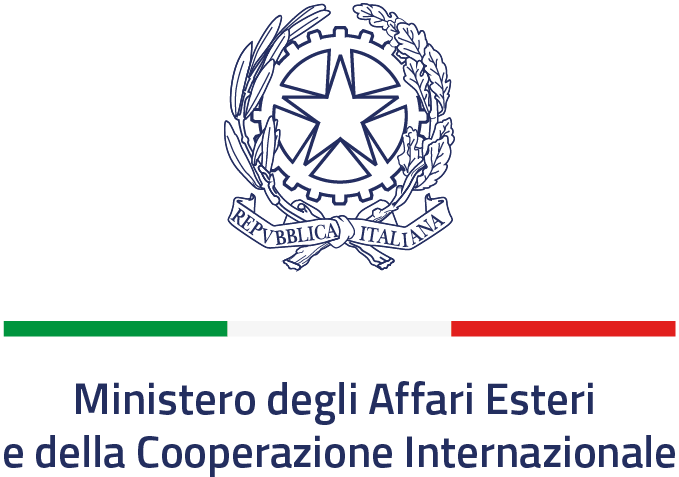 REPVBBLICA ITALIANA
Ministero degli Affari Esteri
e della Cooperazione Internazionale